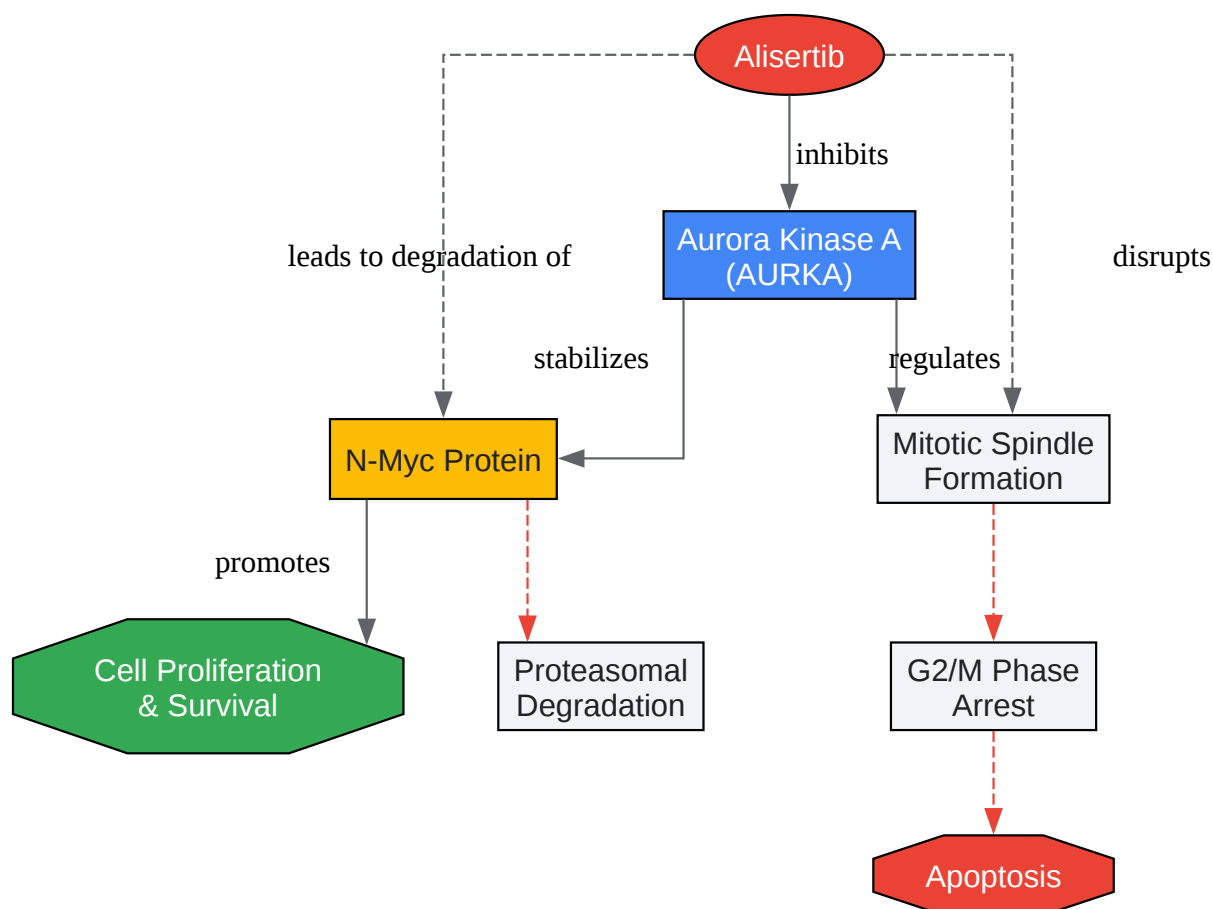 Alisertib
inhibits
Aurora Kinase A
(AURKA)
leads to degradation of
disrupts
stabilizes
regulates
N-Myc Protein
Mitotic Spindle
Formation
promotes
Cell Proliferation
& Survival
Proteasomal
Degradation
G2/M Phase
Arrest
Apoptosis